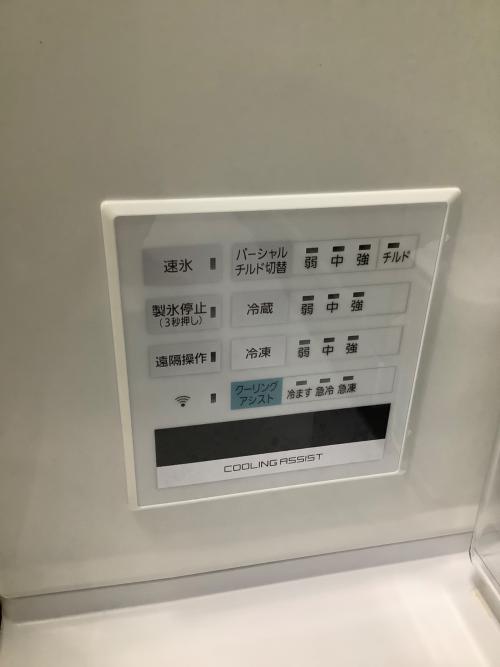 速氷
パーシャル
チルド切替
弱 中 強 チルド
製氷停止
(3秒押し)
冷蔵
弱 中 強
遠隔操作
冷凍
弱 中 強
クーリング
アシスト
冷ます 急冷 急凍
COOLING ASSIST